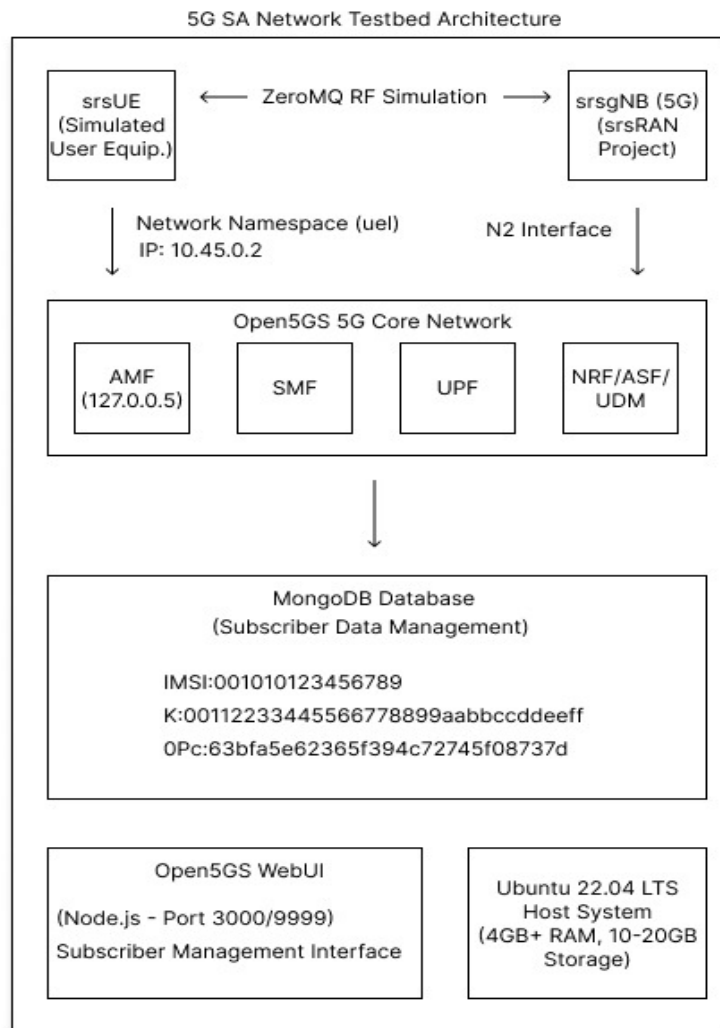 5G SA Network Testbed Architecture
srsUE
(Simulated
User Equip.)
ZeroMQ RF Simulation
srsgNB (5G)
(srsRAN
Project)
Network Namespace (uel)
IP: 10.45.0.2
N2 Interface
Open5GS 5G Core Network
AMF
(127.0.0.5)
SMF
UPF
NRF/ASF/
UDM
MongoDB Database
(Subscriber Data Management)
IMSI:001010123456789
K:00112233445566778899aabbccddeeff
0Pc:63bfa5e62365f394c72745f08737d
Open5GS WebUI
(Node.js - Port 3000/9999)
Subscriber Management Interface
Ubuntu 22.04 LTS
Host System
(4GB+ RAM, 10-20GB
Storage)